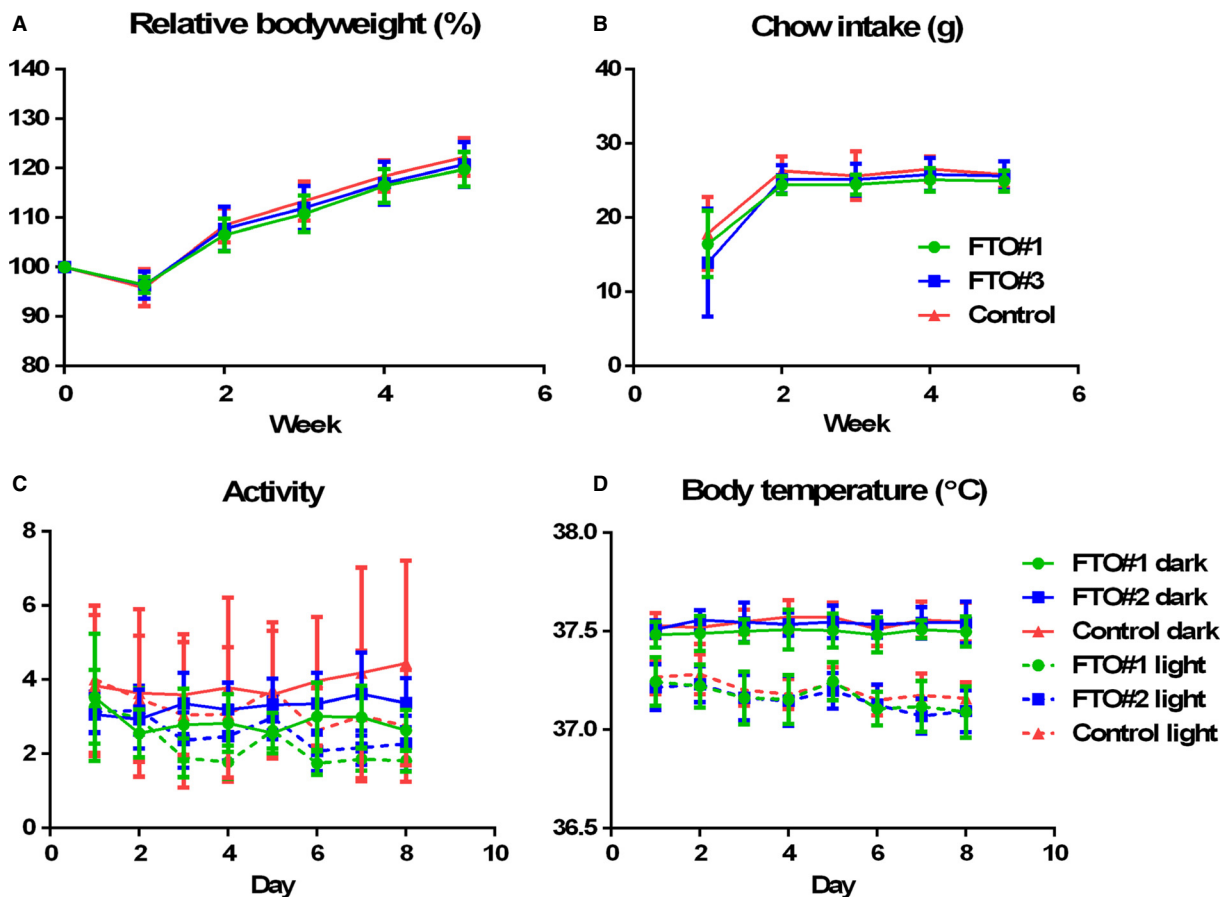 A
Relative bodyweight (%)
140
130
120
110
100
90
80
0
2
4
6
Week
B
Chow intake (g)
40
30
20
10
0
0
2
4
6
Week
FTO#1
FTO#3
Control
C
Activity
8
6
4
2
0
0
2
4
6
8
10
Day
D
Body temperature (°C)
38.0
37.5
37.0
36.5
0
2
4
6
8
10
Day
FTO#1 dark
FTO#2 dark
Control dark
FTO#1 light
FTO#2 light
Control light